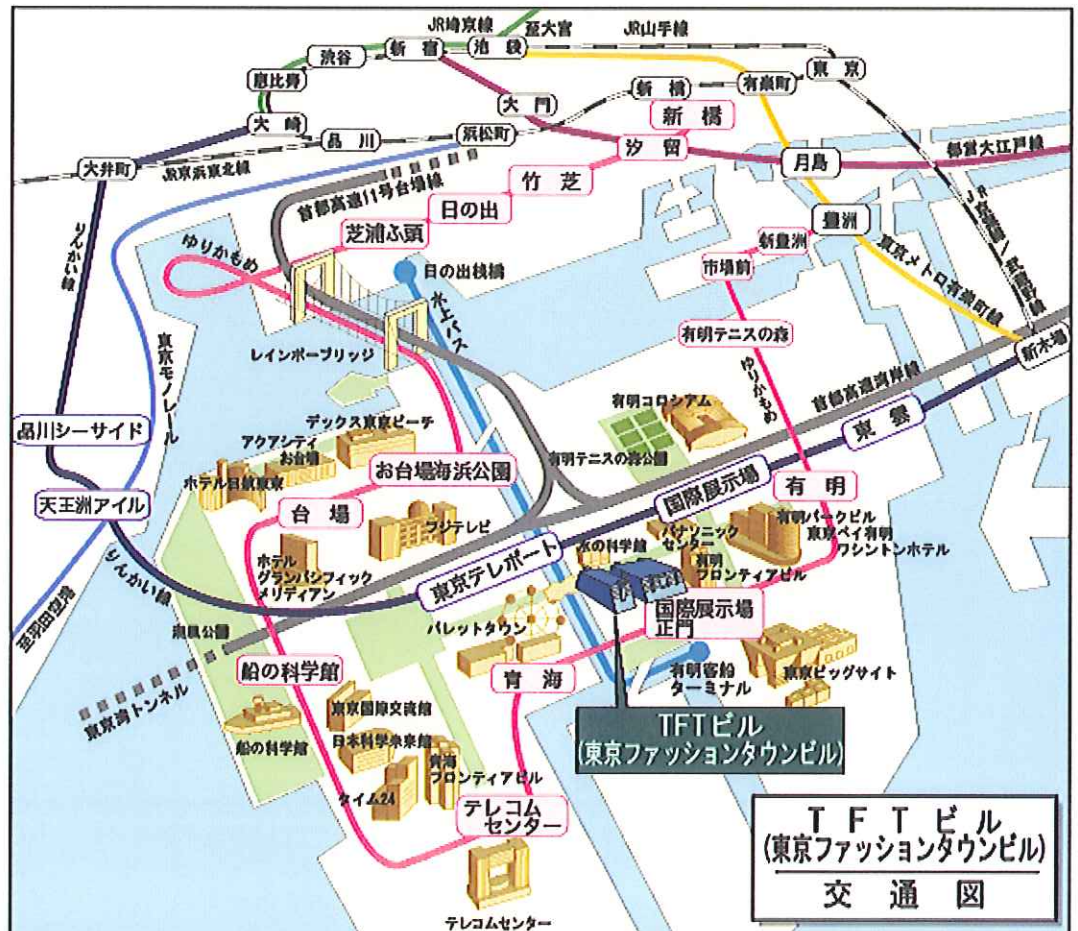 JR埼京線
至大宮
JR山手線
渋谷
新宿
池袋
恵比寿
東京
有楽町
新橋
大門
新橋
大崎
品川
浜松町
汐留
月島
都営大江戸線
大井町
JR京浜東北線
首都高速11号台場線
竹芝
日の出
芝浦ふ頭
豊洲
新豊洲
市場前
りんかい線
ゆりかもめ
日の出桟橋
水上バス
東京メトロ有楽町線
有明テニスの森
レインボーブリッジ
ゆりかもめ
新木場
東京モノレール
首都高速湾岸線
有明コロシアム
デックス東京ビーチ
アクアシティ
お台場
有明テニスの森公園
東雲
品川シーサイド
お台場海浜公園
国際展示場
有明
ホテル日航東京
天王洲アイル
台場
フジテレビ
有明パークビル
東京ベイ有明
ワシントンホテル
パナソニック
センター
水の科学館
有明
フロンティアビル
ホテル
グランパシフィック
メリディアン
東京テレポート
りんかい線
国際展示場
正門
至羽田空港
潮風公園
パレットタウン
船の科学館
青海
有明客船
ターミナル
東京ビッグサイト
東京湾トンネル
東京国際交流館
船の科学館
日本科学未来館
青海
フロンティアビル
タイム24
テレコム
センター
テレコムセンター
TFTビル
(東京ファッションタウンビル)
TFTビル
(東京ファッションタウンビル)
交通図